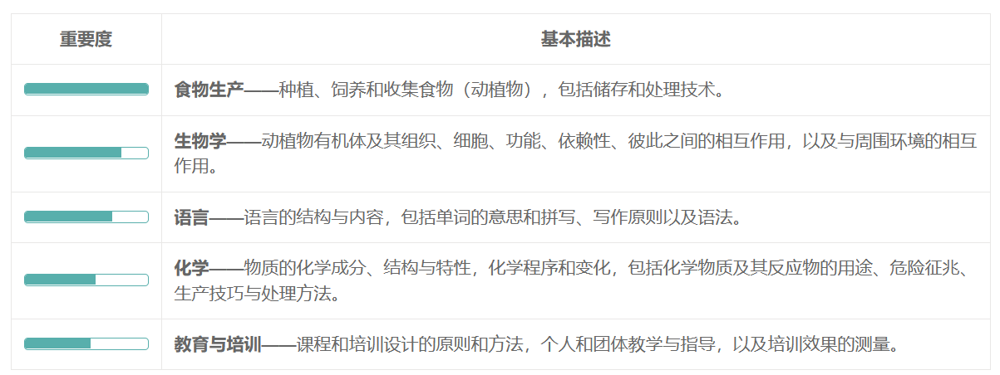 重要度 基本描述
食物生产——种植、饲养和收集食物（动植物），包括储存和处理技术。
生物学——动植物有机体及其组织、细胞、功能、依赖性、彼此之间的相互作用，以及与周围环境的相互
作用。
语言——语言的结构与内容，包括单词的意思和拼写、写作原则以及语法。
化学——物质的化学成分、结构与特性，化学程序和变化，包括化学物质及其反应物的用途、危险征兆、
生产技巧与处理方法。
教育与培训——课程和培训设计的原则和方法，个人和团体教学与指导，以及培训效果的测量。